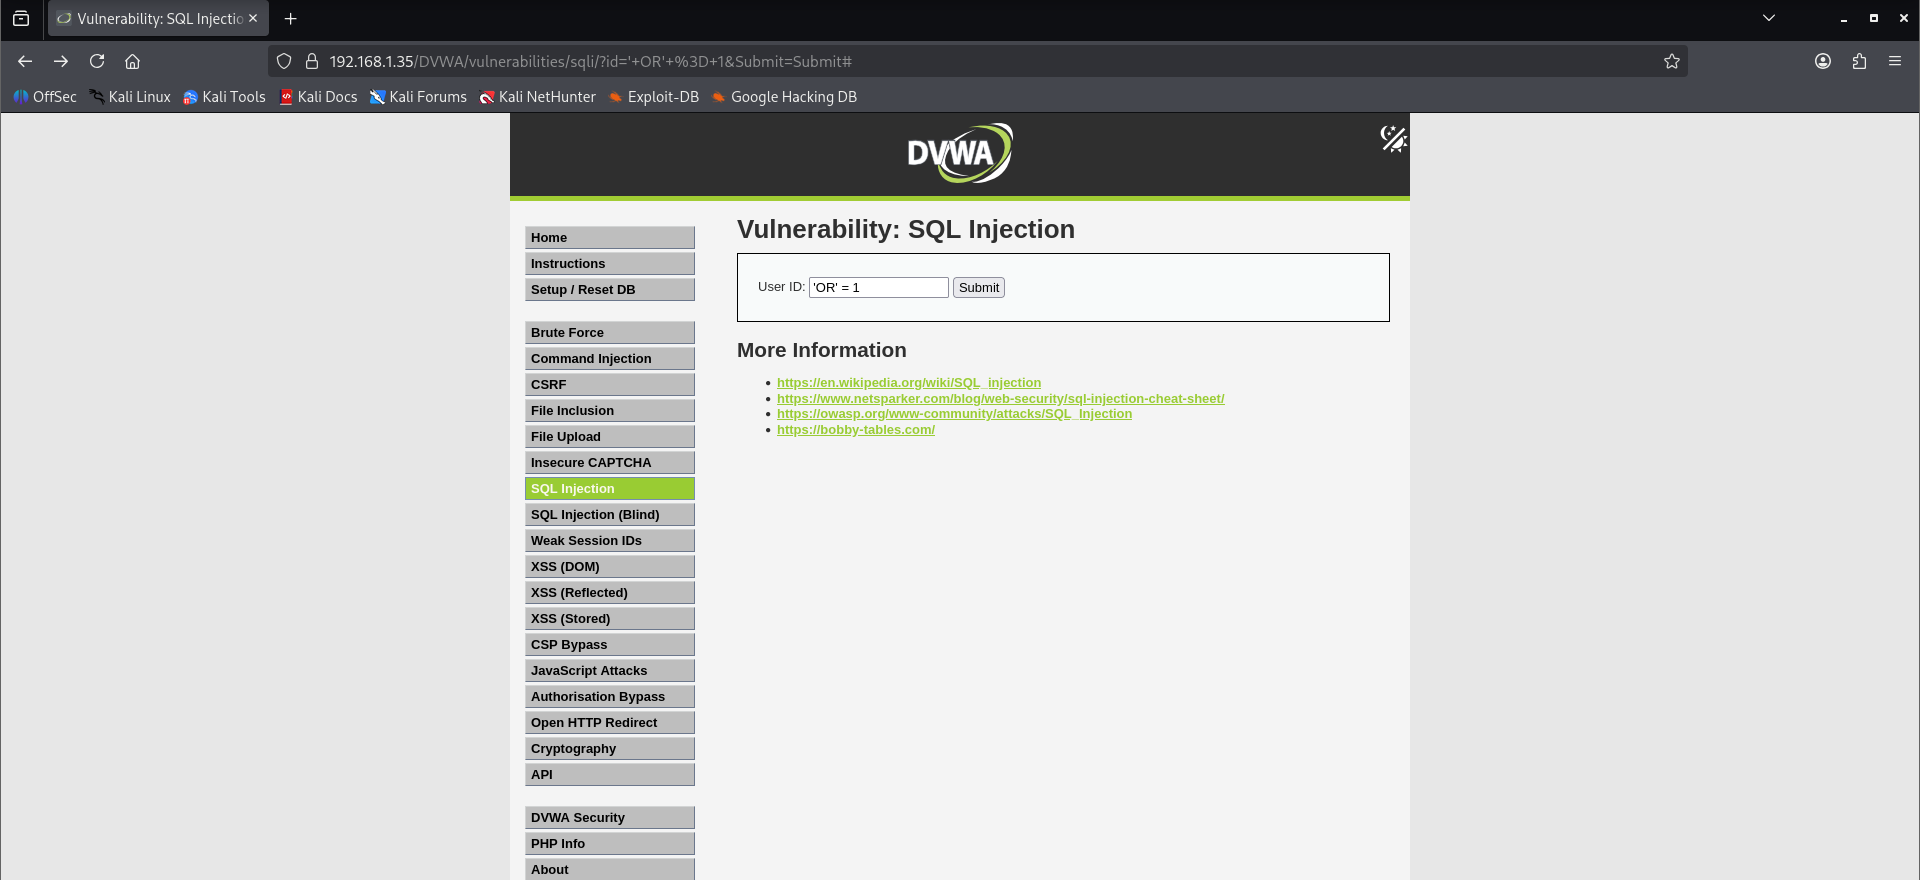 Vulnerability: SQL Injectio
192.168.1.35/DVWA/vulnerabilities/sqli/?id='+OR'+%3D+1&Submit=Submit#
OffSec Kali Linux Kali Tools Kali Docs Kali Forums Kali NetHunter Exploit-DB Google Hacking DB
DVWA
Home
Instructions
Setup / Reset DB
Brute Force
Command Injection
CSRF
File Inclusion
File Upload
Insecure CAPTCHA
SQL Injection
SQL Injection (Blind)
Weak Session IDs
XSS (DOM)
XSS (Reflected)
XSS (Stored)
CSP Bypass
JavaScript Attacks
Authorisation Bypass
Open HTTP Redirect
Cryptography
API
DVWA Security
PHP Info
About
Vulnerability: SQL Injection
User ID: 'OR' = 1 Submit
More Information
https://en.wikipedia.org/wiki/SQL_injection
https://www.netsparker.com/blog/web-security/sql-injection-cheat-sheet/
https://owasp.org/www-community/attacks/SQL_Injection
https://bobby-tables.com/